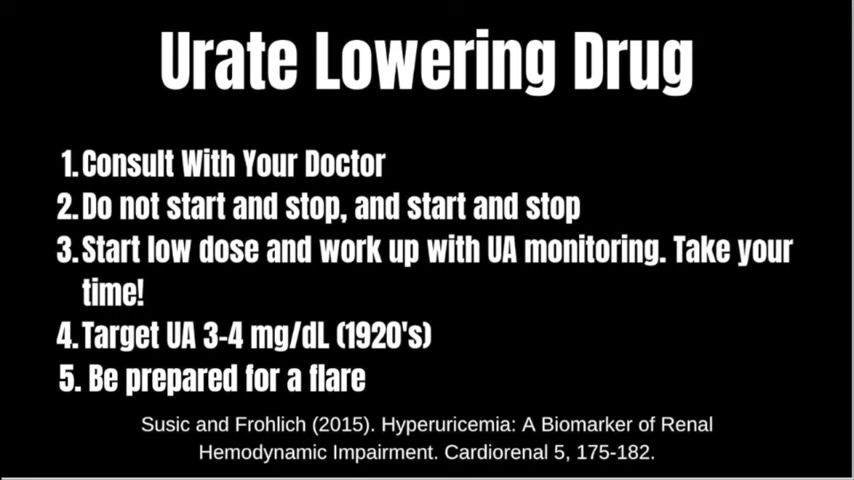 Urate Lowering Drug
1. Consult With Your Doctor
2. Do not start and stop, and start and stop
3. Start low dose and work up with UA monitoring. Take your
time!
4. Target UA 3-4 mg/dL (1920's)
5. Be prepared for a flare
Susic and Frohlich (2015). Hyperuricemia: A Biomarker of Renal
Hemodynamic Impairment. Cardiorenal 5, 175-182.